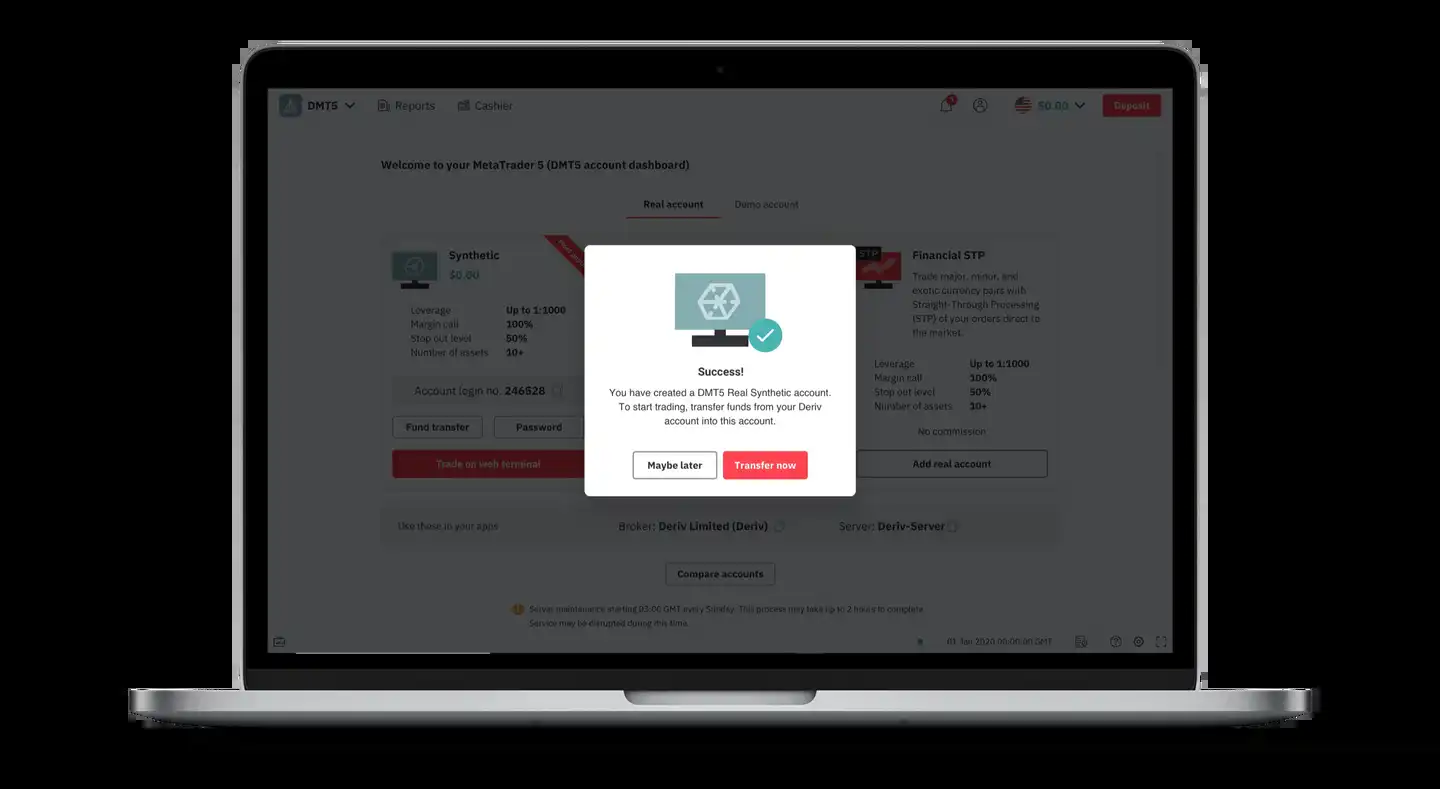 DMT5
Reports
Cashier
$0.00
Deposit
Welcome to your MetaTrader 5 (DMT5 account dashboard)
Real account
Demo account
Synthetic
$0.00
Leverage Up to 1:1000
Margin call 100%
Stop out level 50%
Number of assets 10+
Account login no. 246528
Fund transfer
Password
Trade on web terminal
Success!
You have created a DMT5 Real Synthetic account.
To start trading, transfer funds from your Deriv
account into this account.
Maybe later
Transfer now
STP
Financial STP
Trade major, minor, and
exotic currency pairs with
Straight-Through Processing
(STP) of your orders direct to
the market.
Leverage Up to 1:1000
Margin call 100%
Stop out level 50%
Number of assets 10+
No commission
Add real account
Use these in your apps
Broker: Deriv Limited (Deriv)
Server: Deriv-Server
Compare accounts
Server maintenance starting 03:00 GMT every Sunday. This process may take up to 2 hours to complete.
Service may be disrupted during this time.
01 Jan 2020 00:00:00 GMT